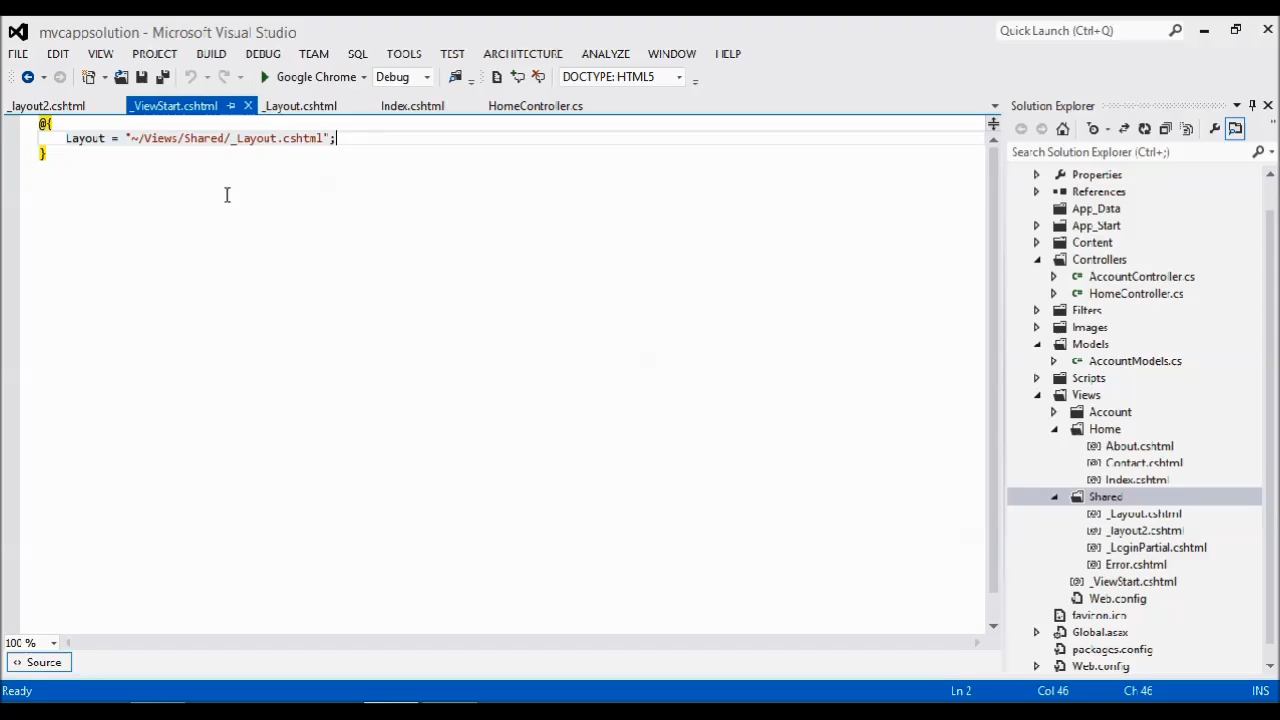 mvcappsolution - Microsoft Visual Studio
Quick Launch (Ctrl+Q)
FILE EDIT VIEW PROJECT BUILD DEBUG TEAM SQL TOOLS TEST ARCHITECTURE ANALYZE WINDOW HELP
Google Chrome Debug DOCTYPE: HTML5
_layout2.cshtml _ViewStart.cshtml _Layout.cshtml Index.cshtml HomeController.cs
@{
Layout = "~/Views/Shared/_Layout.cshtml";
}
Solution Explorer
Search Solution Explorer (Ctrl+;)
Properties
References
App_Data
App_Start
Content
Controllers
AccountController.cs
HomeController.cs
Filters
Images
Models
AccountModels.cs
Scripts
Views
Account
Home
About.cshtml
Contact.cshtml
Index.cshtml
Shared
_Layout.cshtml
_layout2.cshtml
_LoginPartial.cshtml
Error.cshtml
_ViewStart.cshtml
Web.config
favicon.ico
Global.asax
packages.config
Web.config
100 %
Source
Ready Ln 2 Col 46 Ch 46 INS